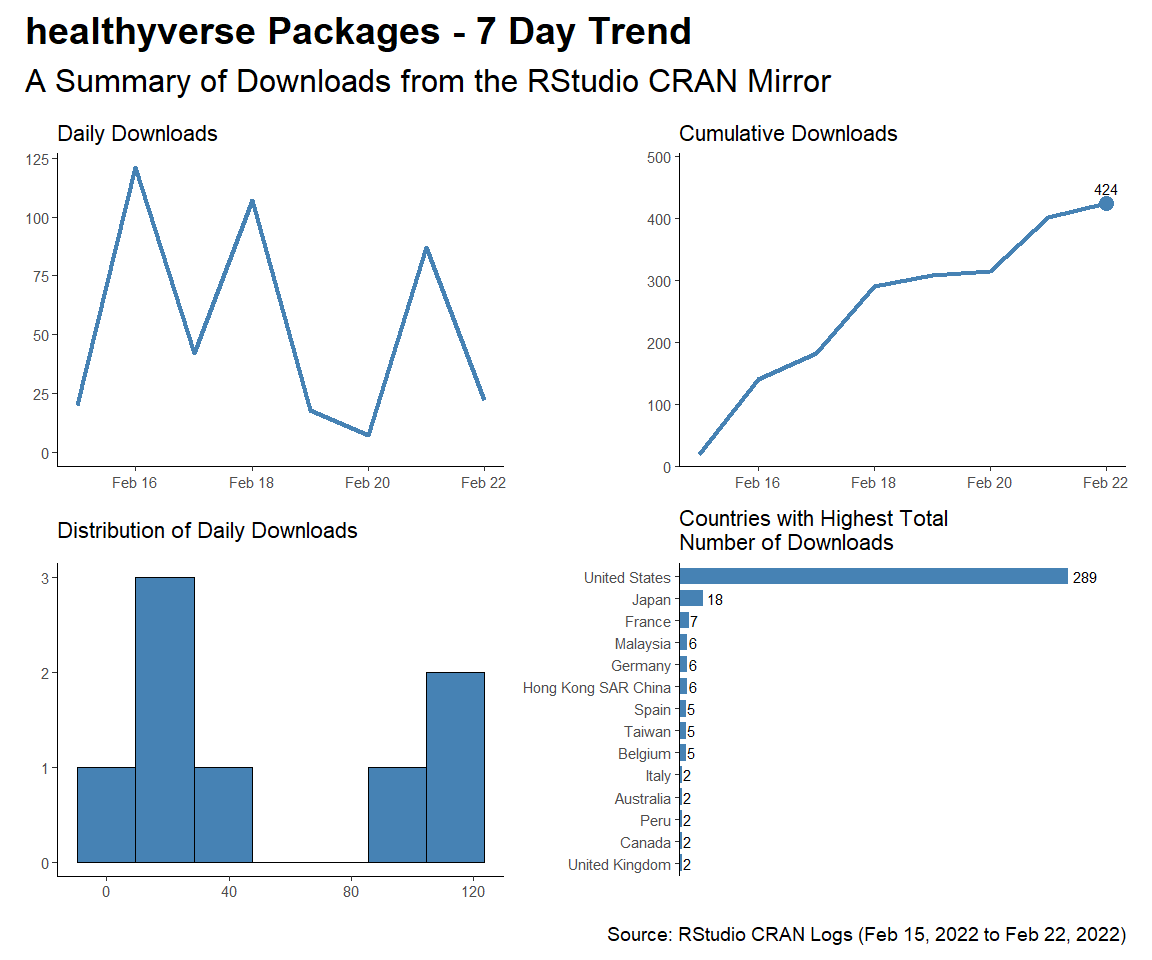 healthyverse Packages - 7 Day Trend
A Summary of Downloads from the RStudio CRAN Mirror
Daily Downloads
125
100
75
50
25
0
Feb 16 Feb 18 Feb 20 Feb 22
Cumulative Downloads
500
400
300
200
100
0
424
Feb 16 Feb 18 Feb 20 Feb 22
Distribution of Daily Downloads
3
2
1
0
0 40 80 120
Countries with Highest Total
Number of Downloads
United States 289
Japan 18
France 7
Malaysia 6
Germany 6
Hong Kong SAR China 6
Spain 5
Taiwan 5
Belgium 5
Italy 2
Australia 2
Peru 2
Canada 2
United Kingdom 2
Source: RStudio CRAN Logs (Feb 15, 2022 to Feb 22, 2022)